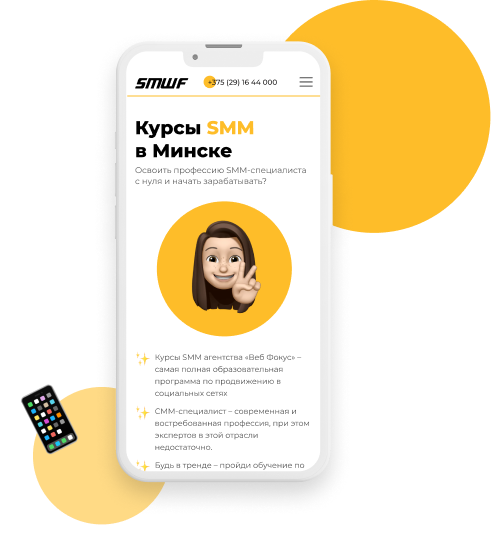 SMWF
+375 (29) 16 44 000
Курсы SMM
в Минске
Освоить профессию SMM-специалиста
с нуля и начать зарабатывать?
Курсы SMM агентства «Веб Фокус» –
самая полная образовательная
программа по продвижению в
социальных сетях
СММ-специалист – современная и
востребованная профессия, при этом
экспертов в этой отрасли
недостаточно.
Будь в тренде – пройди обучение по